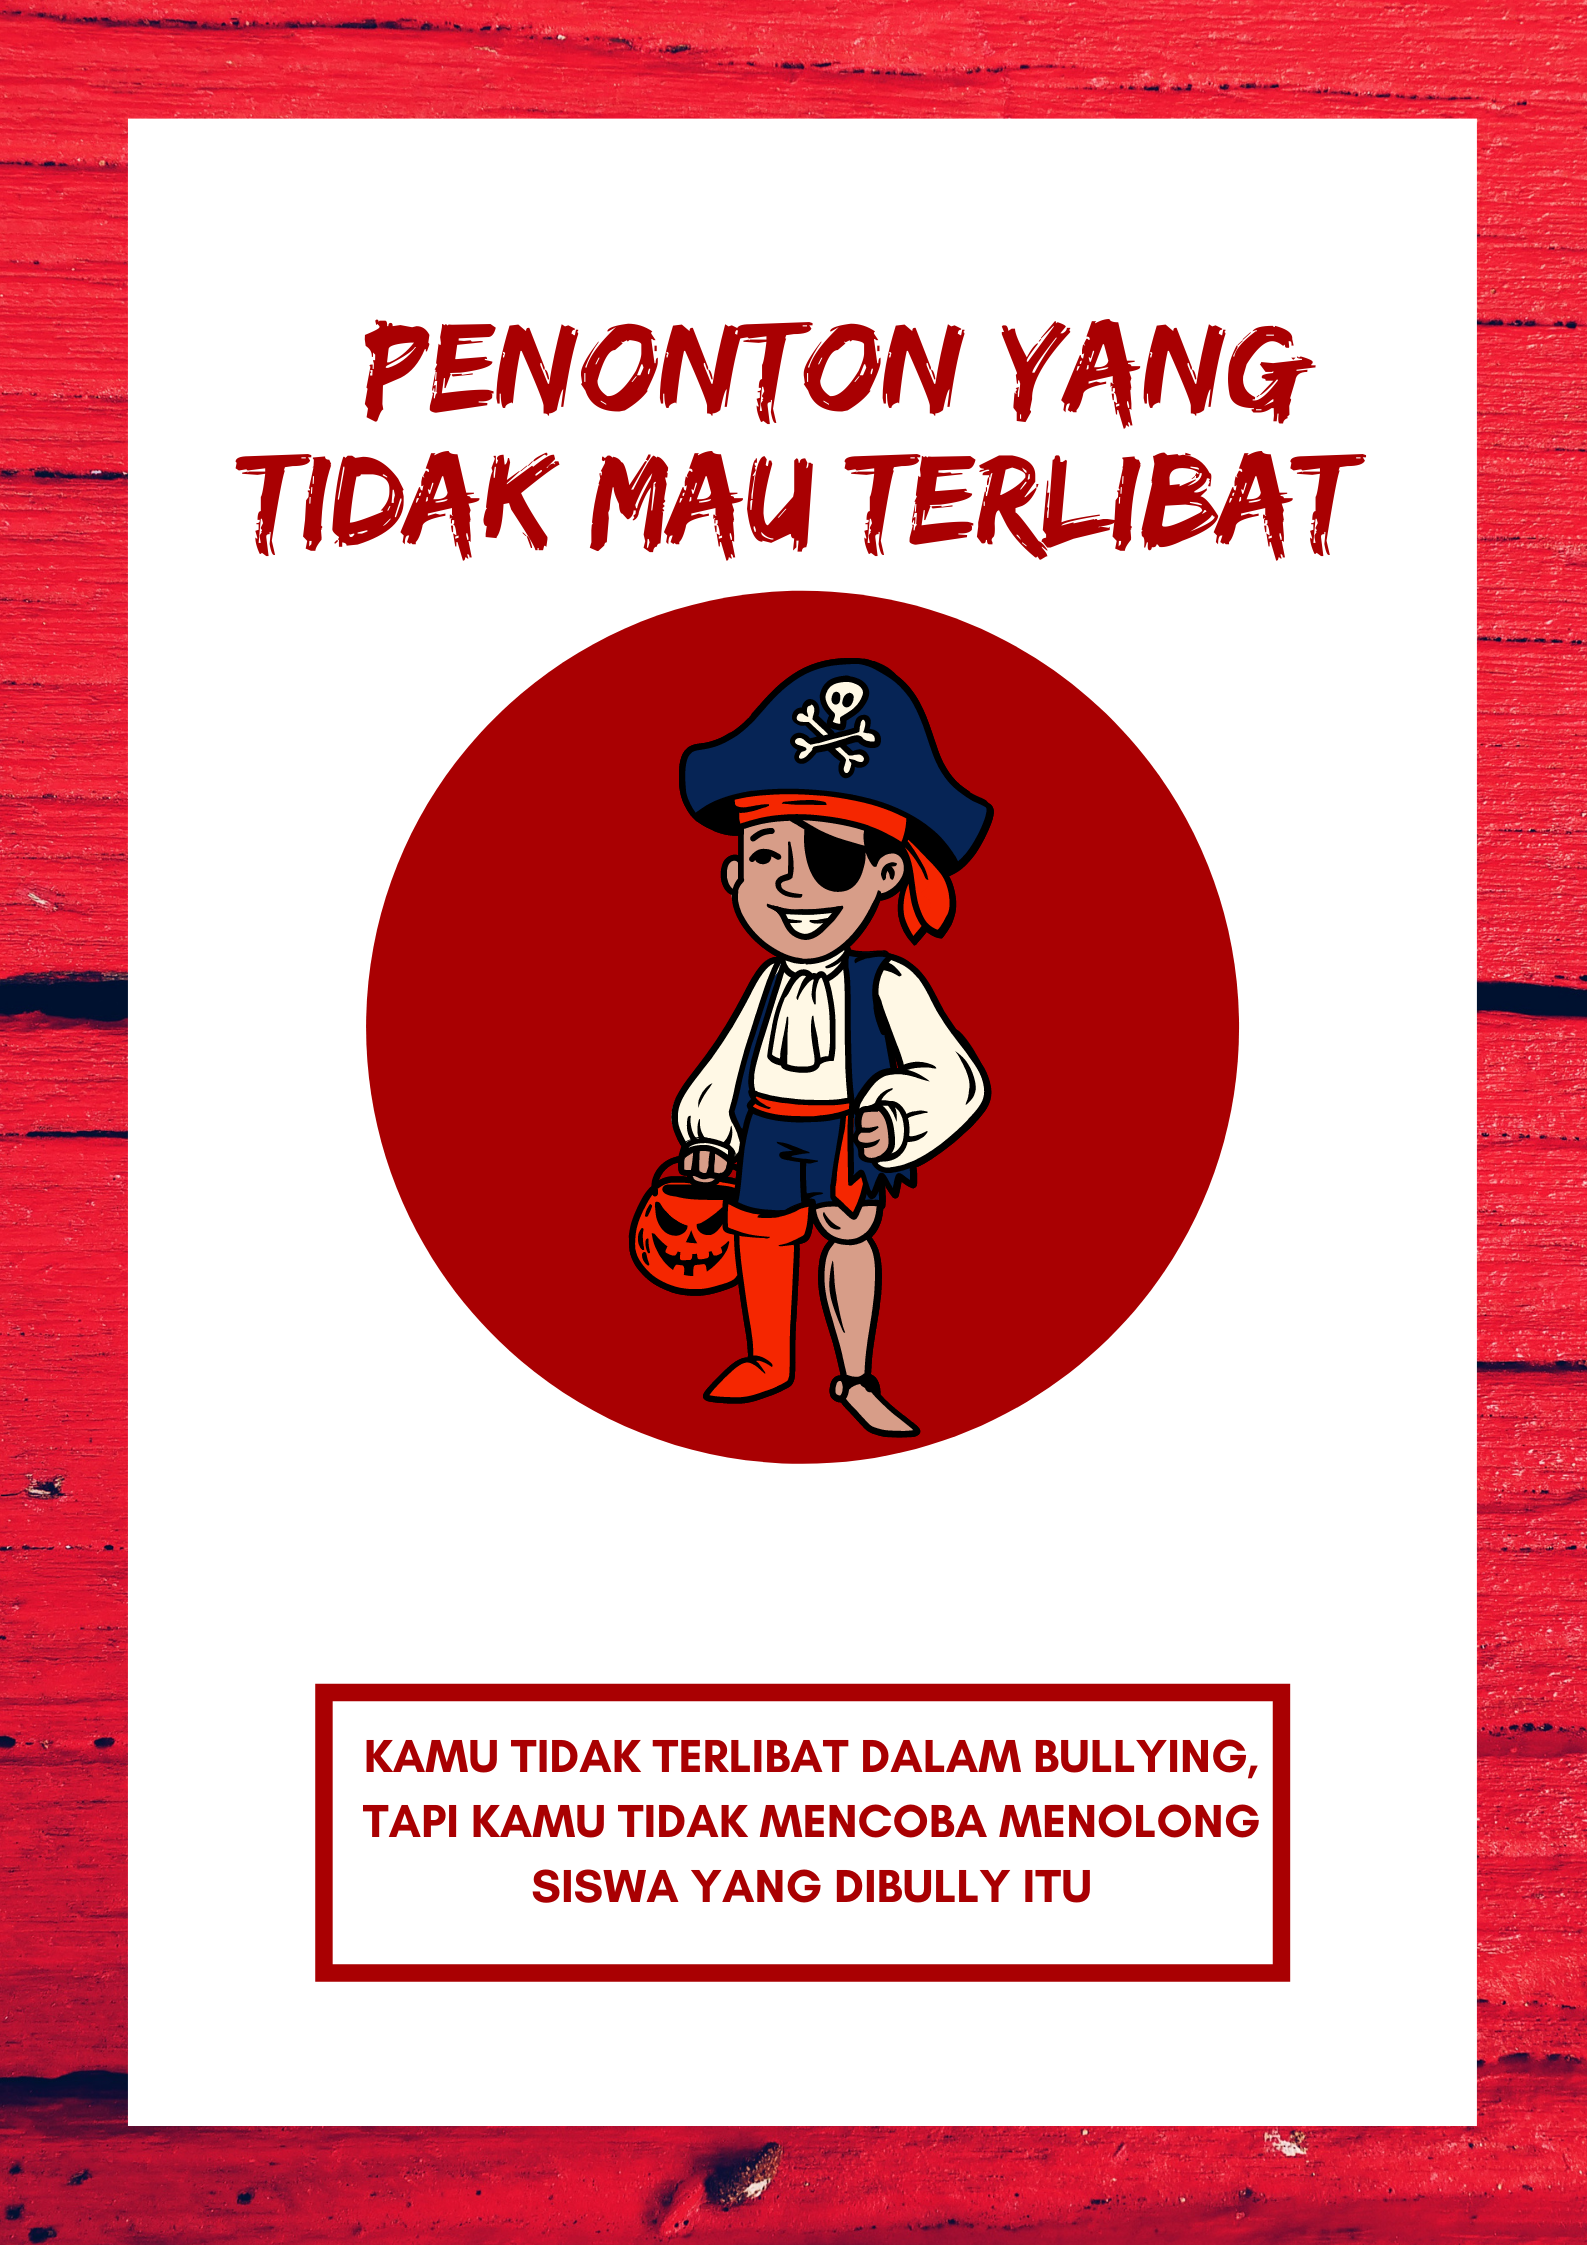 PENONTON YANG
TIDAK MAU TERLIBAT
KAMU TIDAK TERLIBAT DALAM BULLYING,
TAPI KAMU TIDAK MENCOBA MENOLONG
SISWA YANG DIBULLY ITU